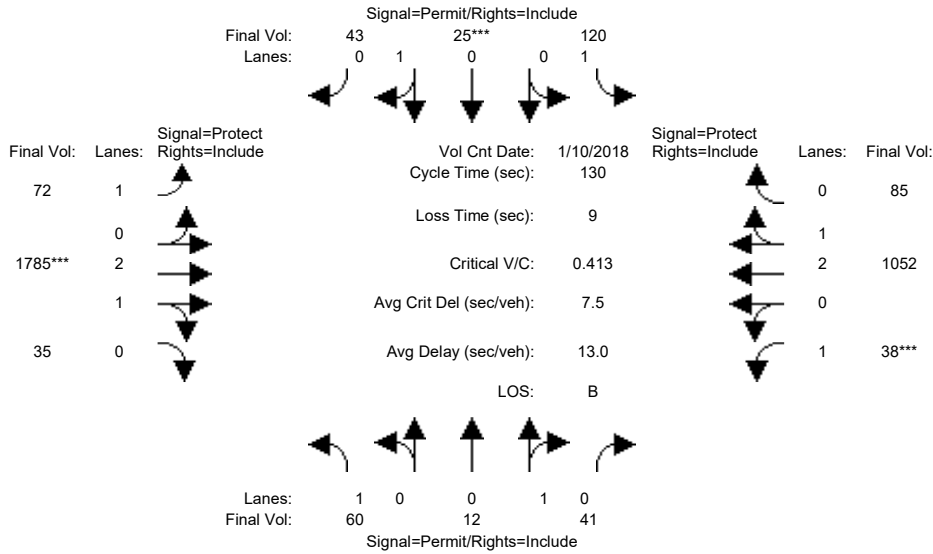 Signal=Permit/Rights=Include
Final Vol: 43 25*** 120
Lanes: 0 1 0 0 1
Signal=Protect Signal=Protect
Final Vol: Lanes: Rights=Include Vol Cnt Date: 1/10/2018 Rights=Include Lanes: Final Vol:
Cycle Time (sec): 130
72 1 0 85
Loss Time (sec): 9
0 1
1785*** 2 Critical V/C: 0.413 2 1052
1 Avg Crit Del (sec/veh): 7.5 0
35 0 Avg Delay (sec/veh): 13.0 1 38***
LOS: B
Lanes: 1 0 0 1 0
Final Vol: 60 12 41
Signal=Permit/Rights=Include